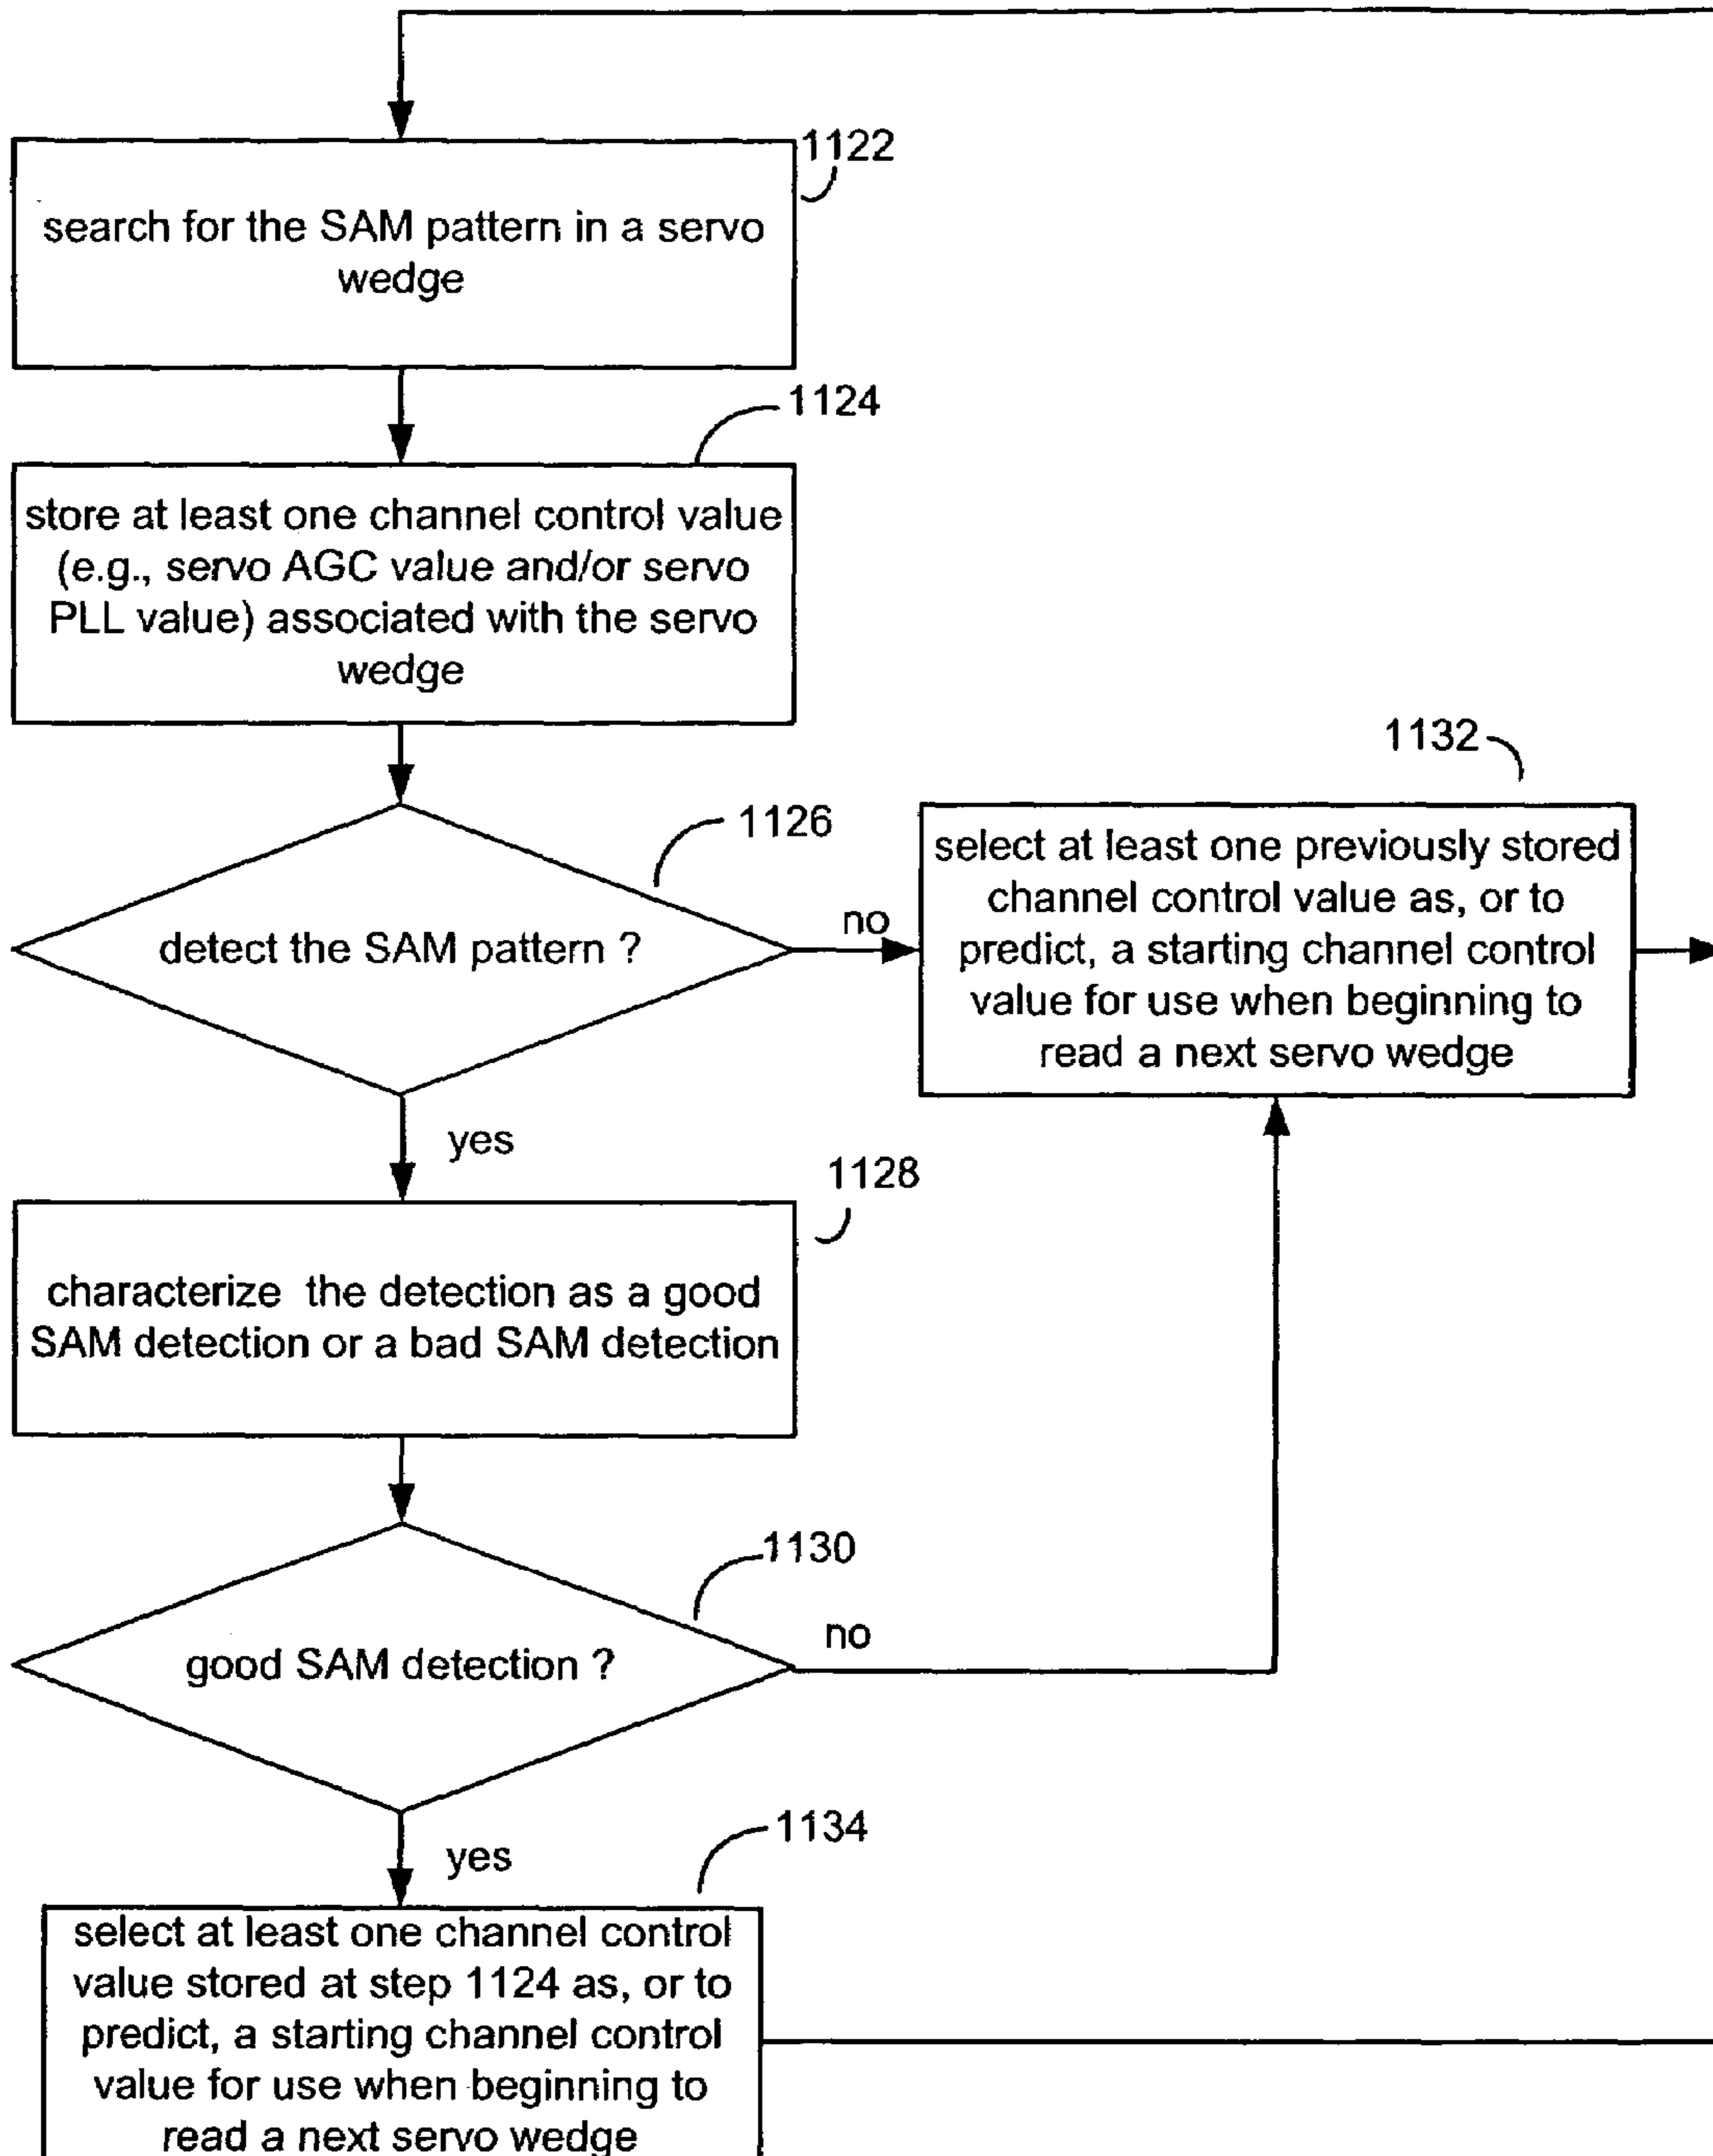 1122
search for the SAM pattern in a servo
wedge
1124
store at least one channel control value
(e.g., servo AGC value and/or servo
PLL value) associated with the servo
wedge
1126
detect the SAM pattern ?
no
yes
1132
select at least one previously stored
channel control value as, or to
predict, a starting channel control
value for use when beginning to
read a next servo wedge
1128
characterize the detection as a good
SAM detection or a bad SAM detection
1130
good SAM detection ?
no
yes
1134
select at least one channel control
value stored at step 1124 as, or to
predict, a starting channel control
value for use when beginning to
read a next servo wedge